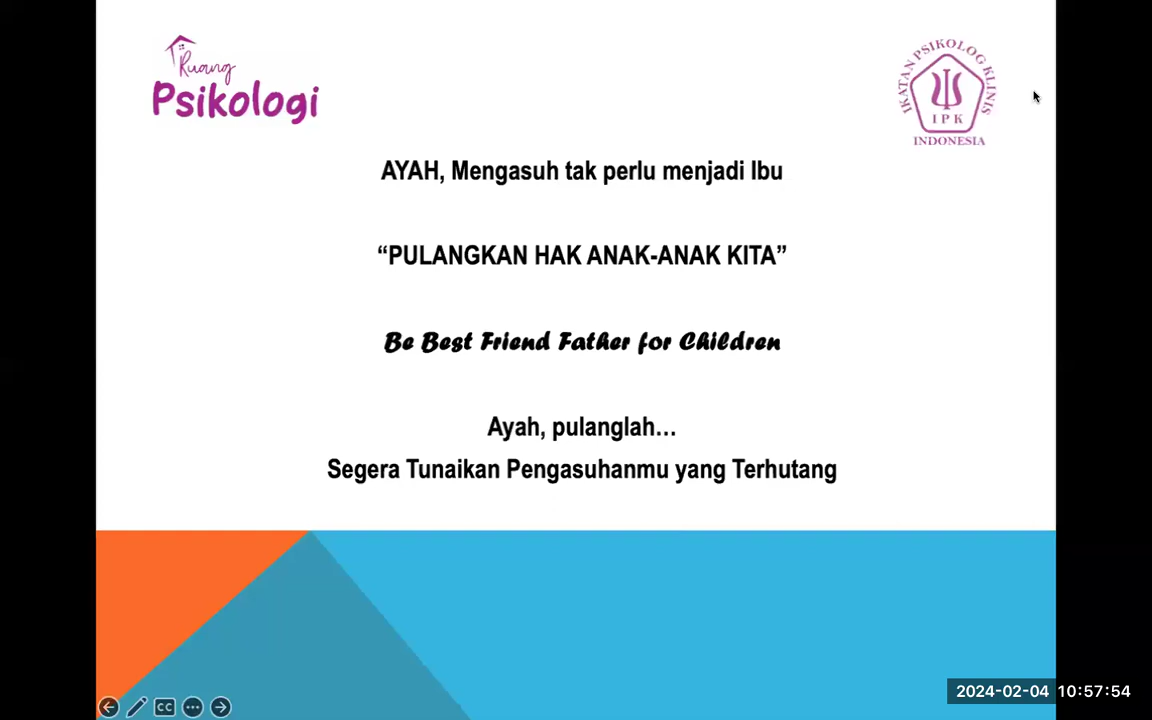 Ruang
Psikologi
IKATAN PSIKOLOG KLINIS
IPK
INDONESIA
AYAH, Mengasuh tak perlu menjadi Ibu
“PULANGKAN HAK ANAK-ANAK KITA”
Be Best Friend Father for Children
Ayah, pulanglah…
Segera Tunaikan Pengasuhanmu yang Terhutang
CC
2024-02-04 10:57:54